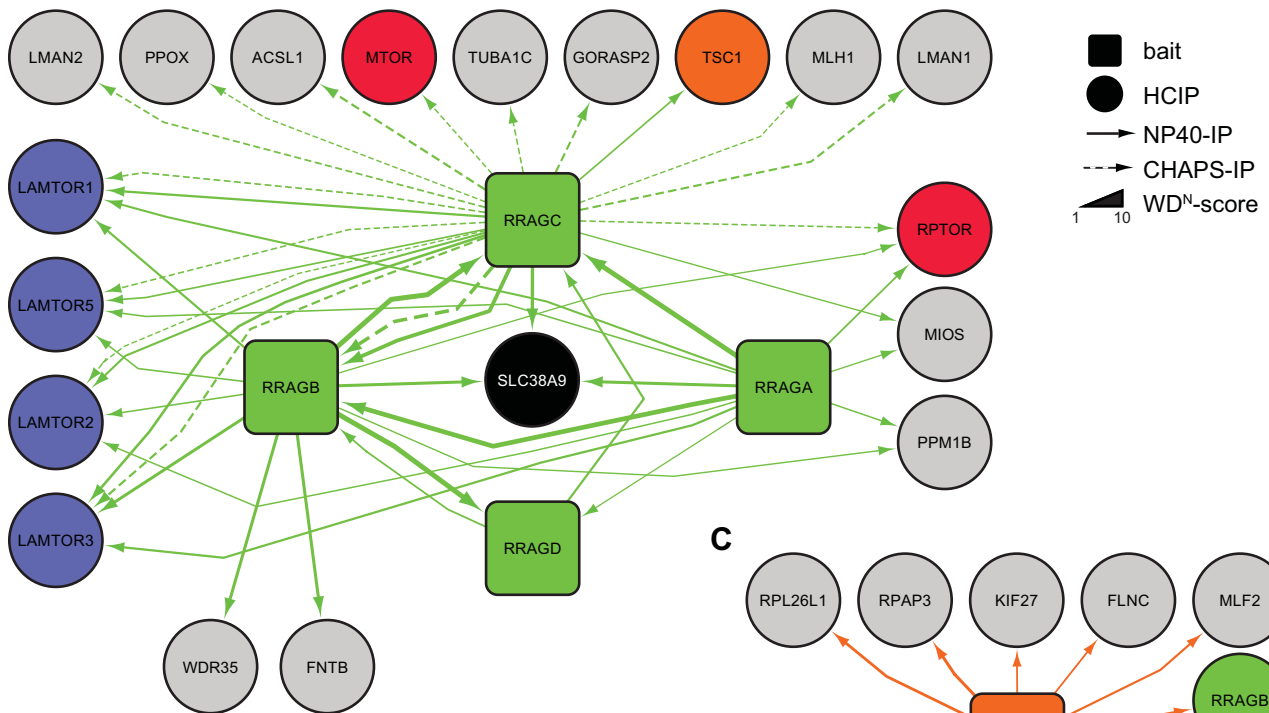 LMAN2 PPOX ACSL1 MTOR TUBA1C GORASP2 TSC1 MLH1 LMAN1
bait
HCIP
NP40-IP
CHAPS-IP
1 10 WDᴺ-score
LAMTOR1
RRAGC
RPTOR
LAMTOR5
MIOS
RRAGB SLC38A9 RRAGA
LAMTOR2
PPM1B
LAMTOR3
RRAGD
C
RPL26L1 RPAP3 KIF27 FLNC MLF2
WDR35 FNTB
RRAGB